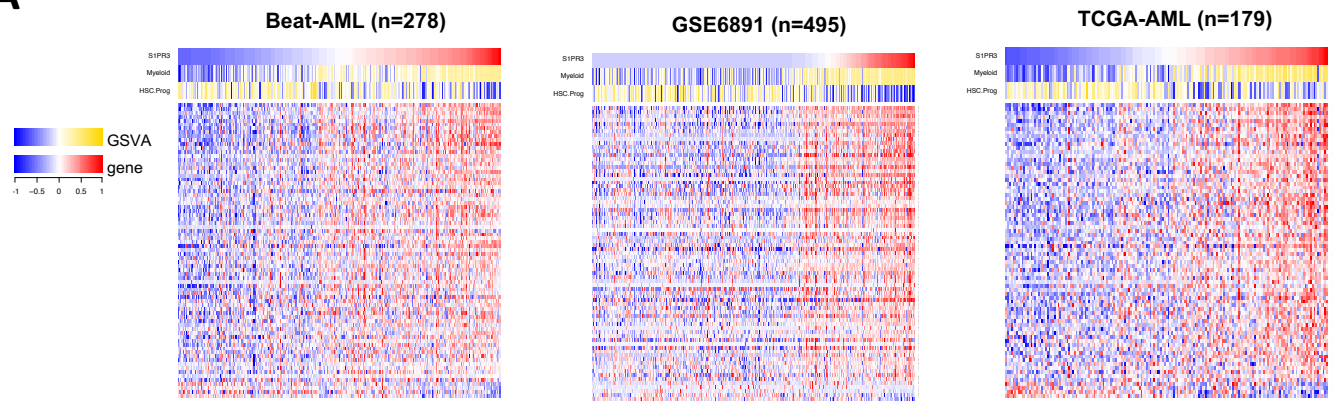 A
Beat-AML (n=278)
S1PR3
Myeloid
HSC.Prog
GSVA
gene
-1 -0.5 0 0.5 1
GSE6891 (n=495)
S1PR3
Myeloid
HSC.Prog
TCGA-AML (n=179)
S1PR3
Myeloid
HSC.Prog